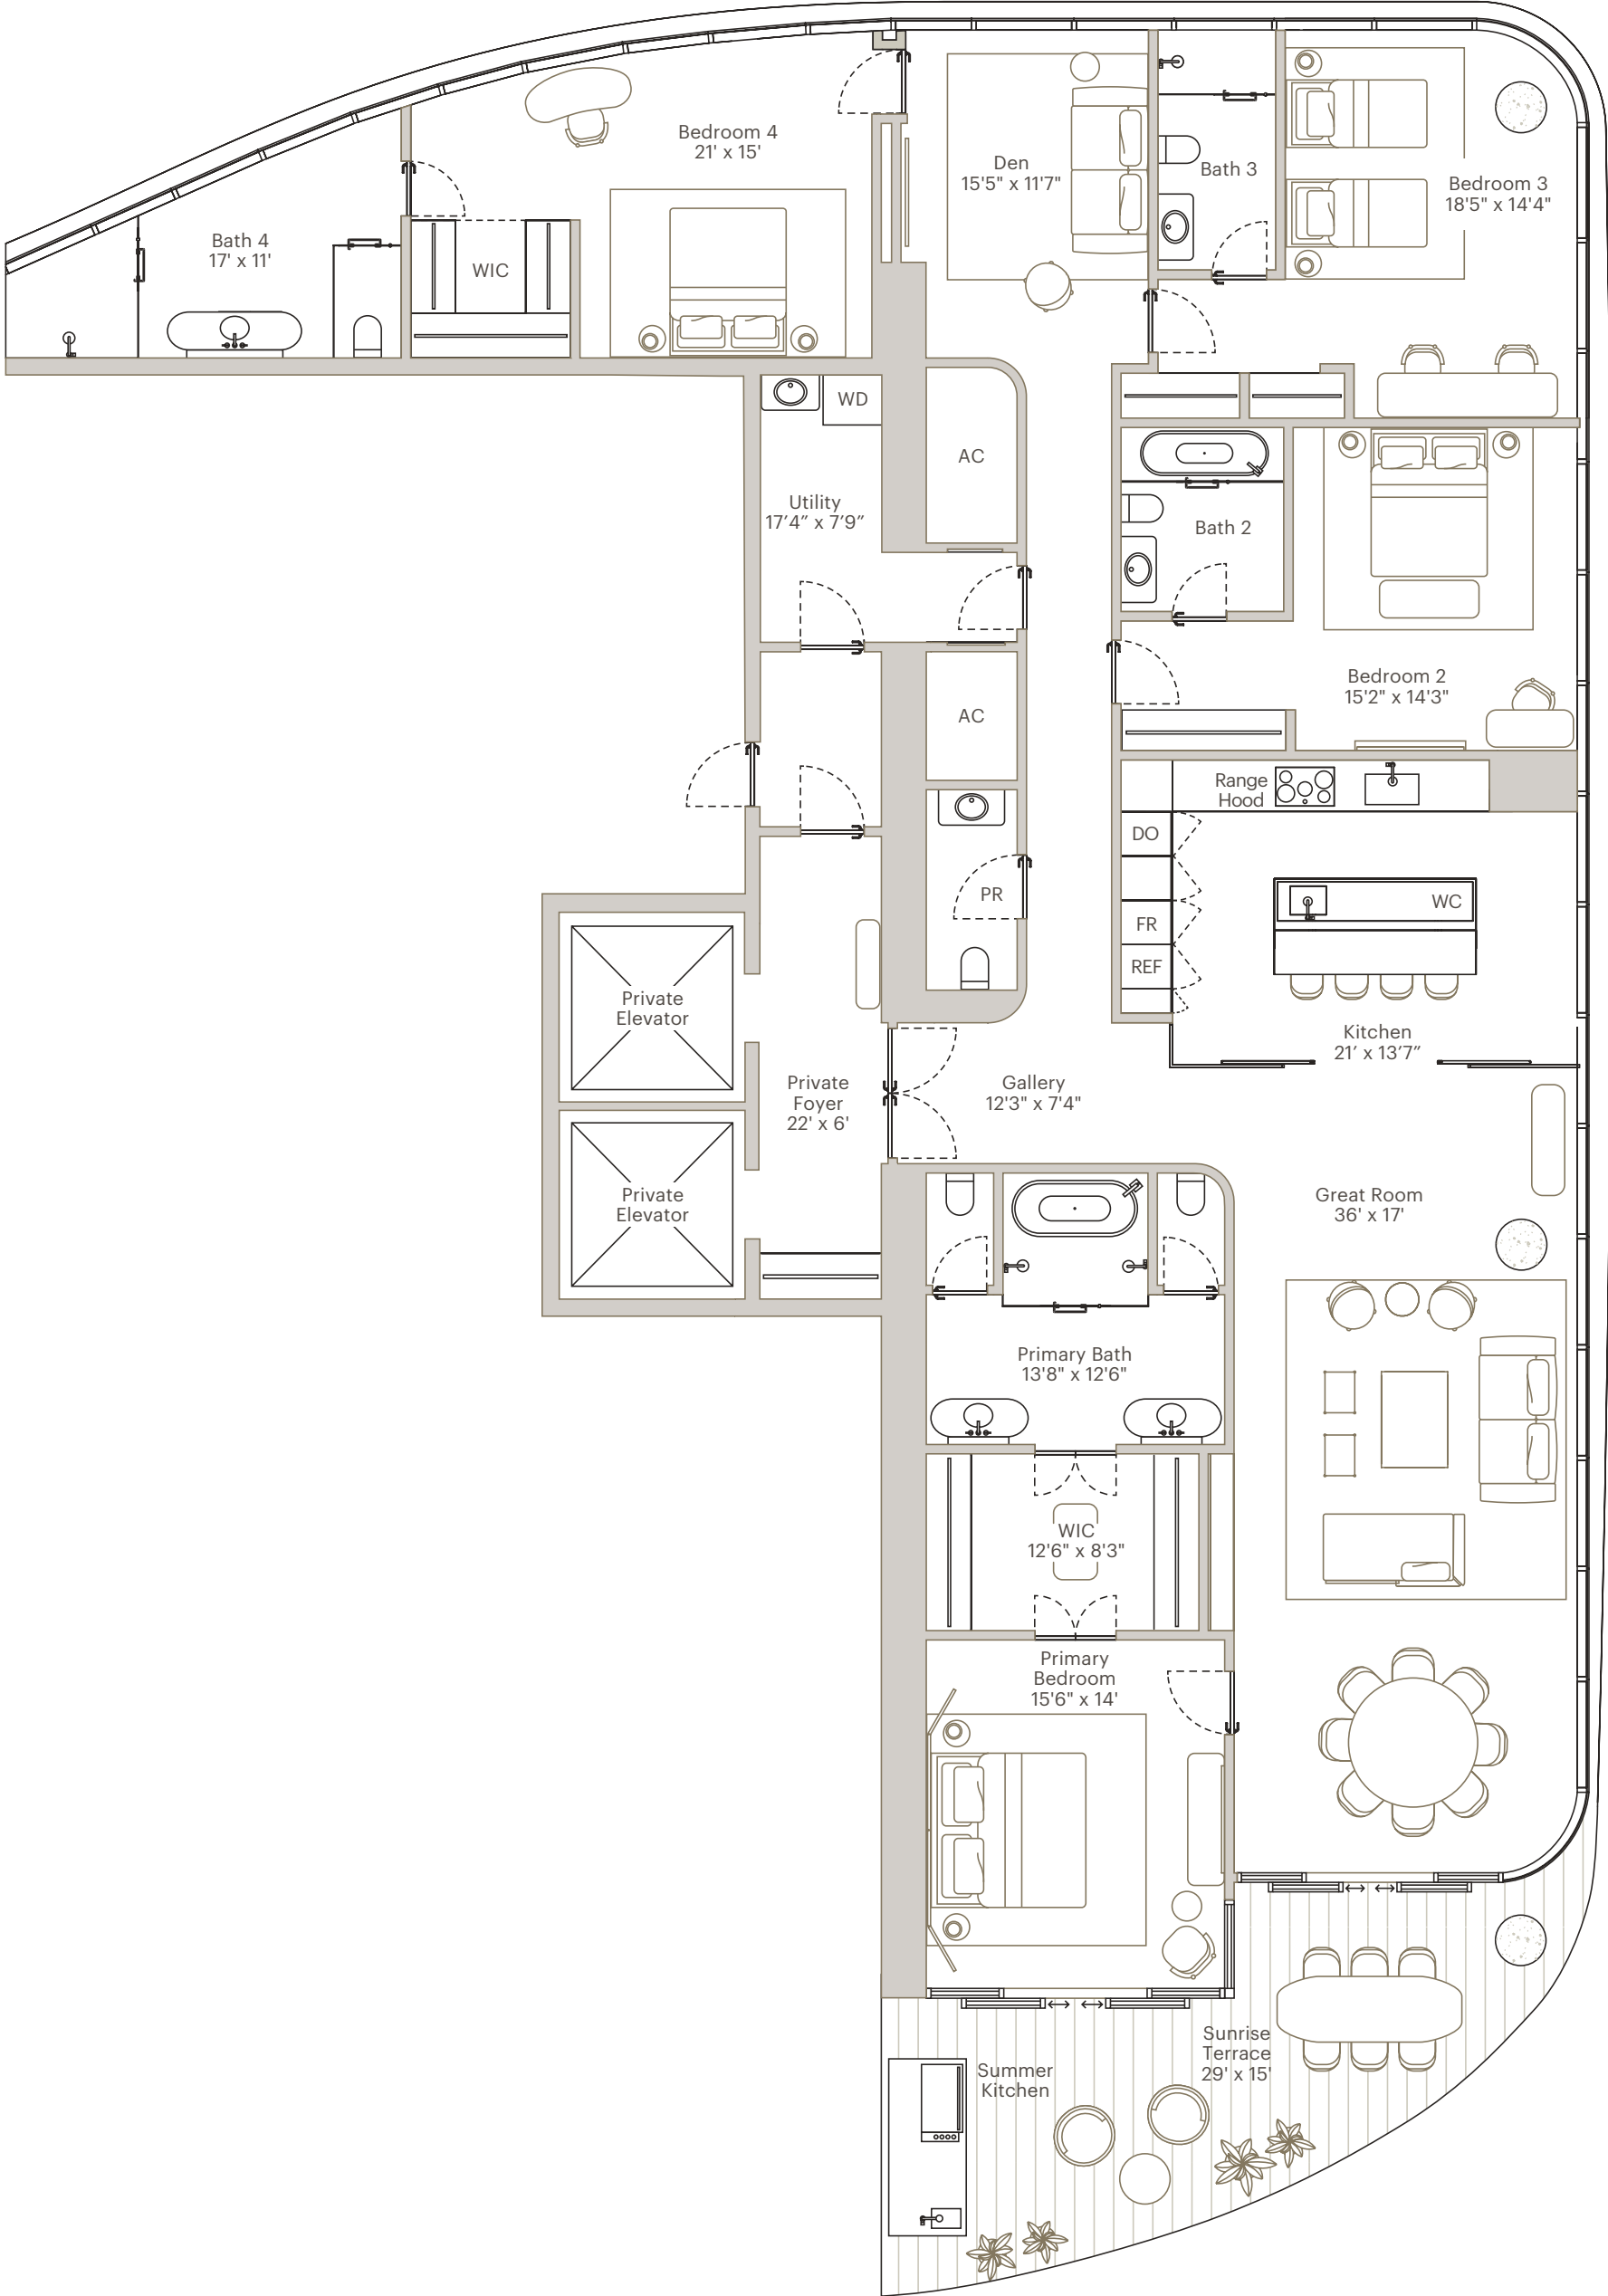 Bedroom 4
21' x 15'
Den
15'5" x 11'7"
Bath 3
Bedroom 3
18'5" x 14'4"
Bath 4
17' x 11'
WIC
WD
AC
Utility
17’4” x 7’9”
Bath 2
Bedroom 2
15'2" x 14'3"
AC
Range
Hood
DO
PR
FR
REF
WC
Private
Elevator
Kitchen
21’ x 13’7”
Private
Foyer
22' x 6'
Gallery
12'3" x 7'4"
Private
Elevator
Great Room
36' x 17'
Primary Bath
13'8" x 12'6"
WIC
12'6" x 8'3"
Primary
Bedroom
15'6" x 14'
Sunrise
Terrace
29' x 15'
Summer
Kitchen